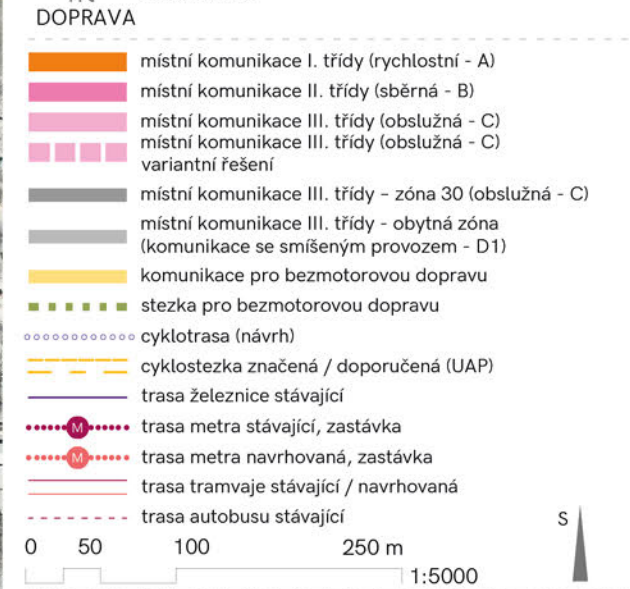 DOPRAVA
místní komunikace I. třídy (rychlostní - A)
místní komunikace II. třídy (sběrná - B)
místní komunikace III. třídy (obslužná - C)
místní komunikace III. třídy (obslužná - C)
variantní řešení
místní komunikace III. třídy – zóna 30 (obslužná - C)
místní komunikace III. třídy - obytná zóna
(komunikace se smíšeným provozem - D1)
komunikace pro bezmotorovou dopravu
stezka pro bezmotorovou dopravu
cyklotrasa (návrh)
cyklostezka značená / doporučená (UAP)
trasa železnice stávající
M trasa metra stávající, zastávka
M trasa metra navrhovaná, zastávka
trasa tramvaje stávající / navrhovaná
trasa autobusu stávající
S
0 50 100 250 m
1:5000